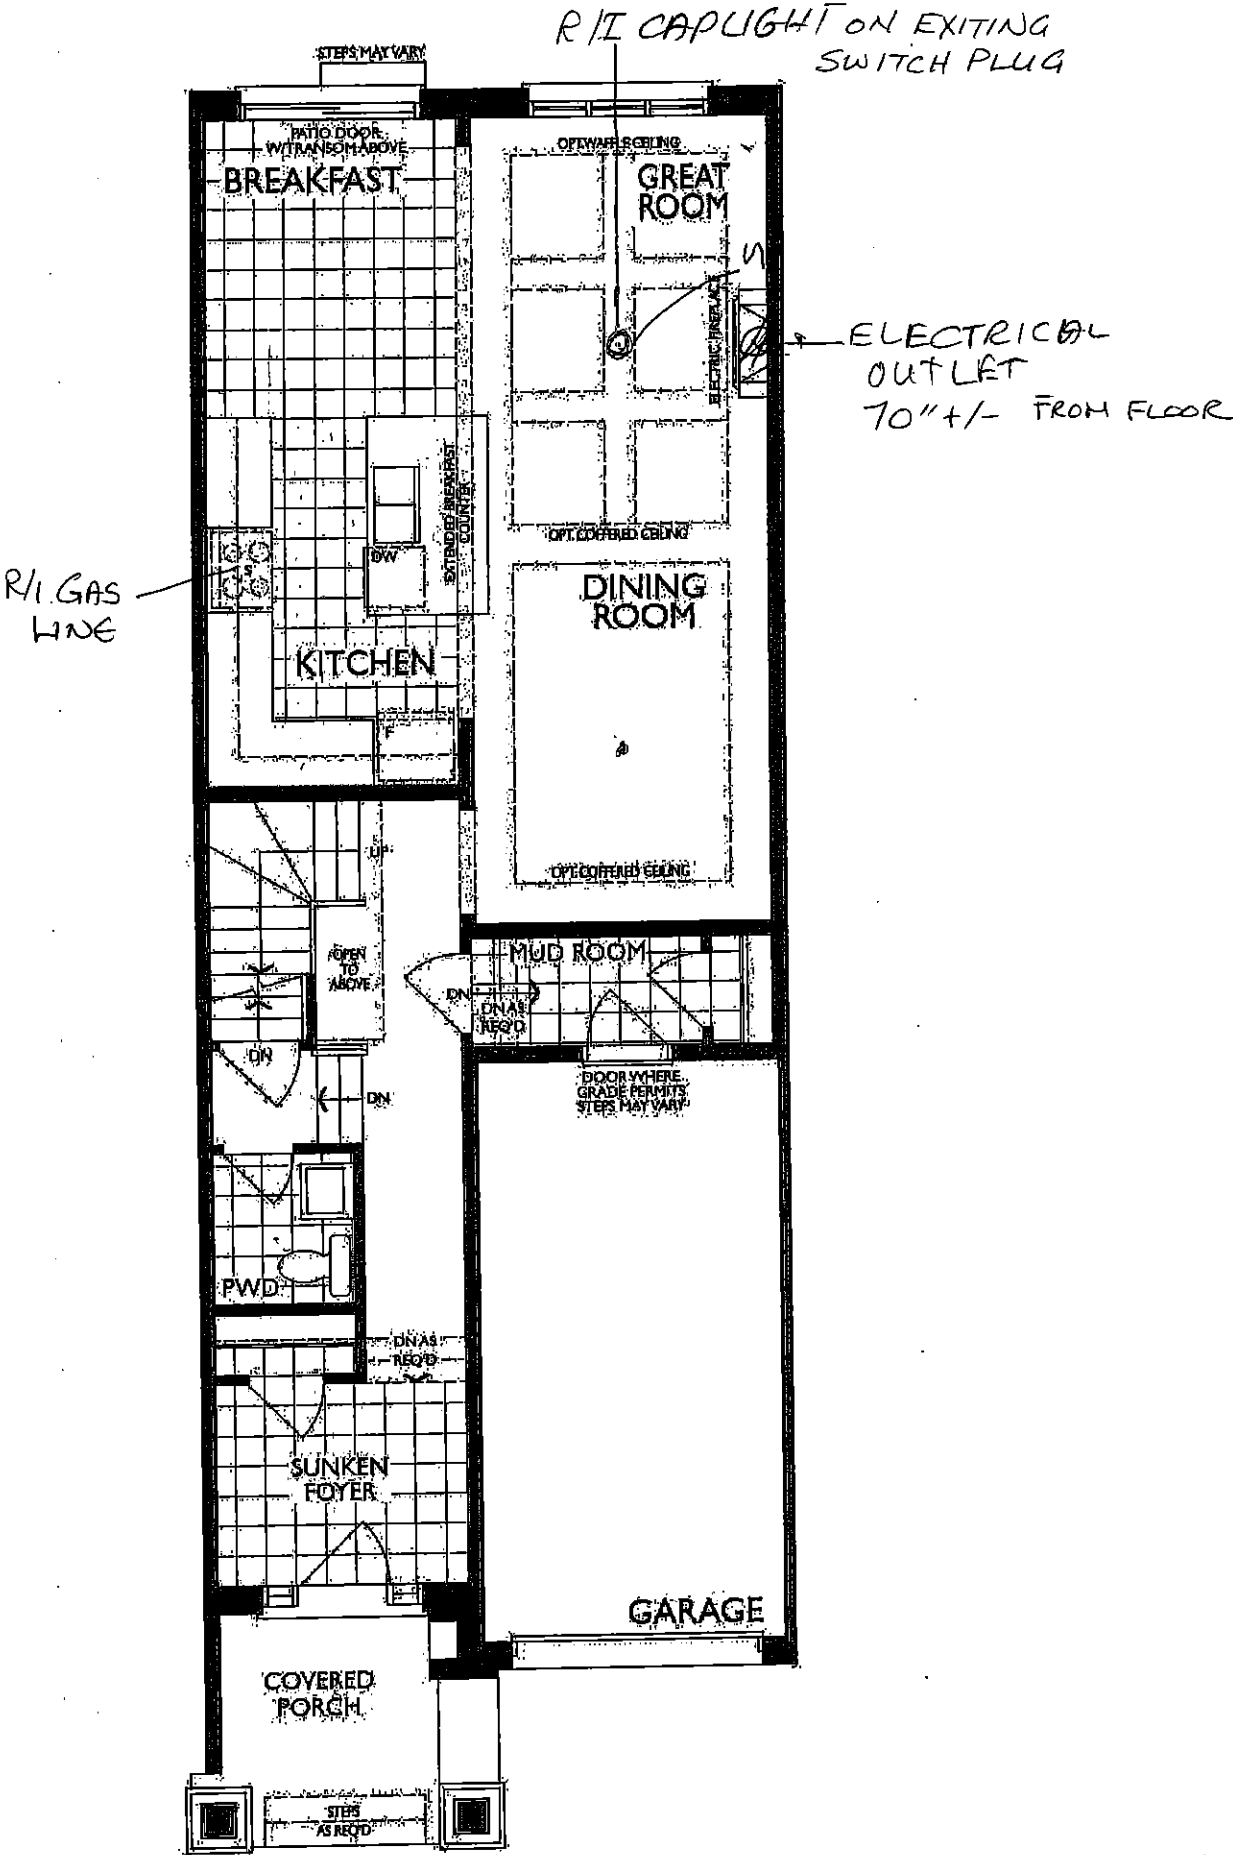 R/I CAPLIGHT ON EXITING
SWITCH PLUG
STEPS MAY VARY
PATIO DOOR
W/TRANSOM ABOVE
BREAKFAST
OPT. WAFFLE CEILING
GREAT
ROOM
S
ELECTRIC FIREPLACE
ELECTRICAL
OUTLET
70" +/- FROM FLOOR
EXTENDED BREAKFAST
COUNTER
OPT. COFFERED CEILING
DW
S
R/I. GAS
LINE
DINING
ROOM
KITCHEN
F
UP
OPT. COFFERED CEILING
OPEN
TO
ABOVE
MUD ROOM
DN
DN AS
REQ'D
DN
DN
DOOR WHERE
GRADE PERMITS
STEPS MAY VARY
PWD
DN AS
REQ'D
SUNKEN
FOYER
GARAGE
COVERED
PORCH
STEPS
AS REQ'D